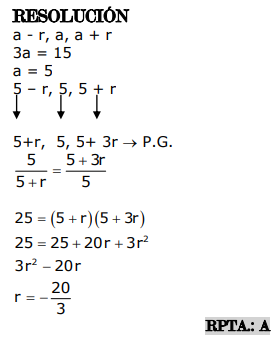 RESOLUCIÓN
a - r, a, a + r
3a = 15
a = 5
5 – r, 5, 5 + r
5+r, 5, 5+ 3r → P.G.
5/(5+r) = (5+3r)/5
25 = (5 + r)(5 + 3r)
25 = 25 + 20r + 3r²
3r² – 20r
r = – 20/3
RPTA.: A